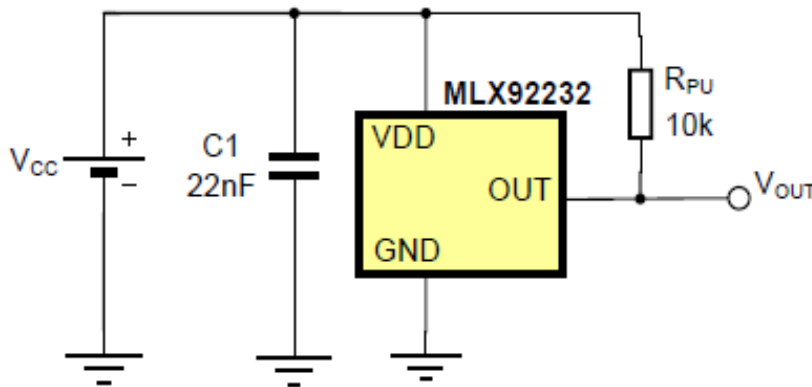 MLX92232
RPU
10k
VCC
+
–
C1
22nF
VDD
OUT
GND
VOUT